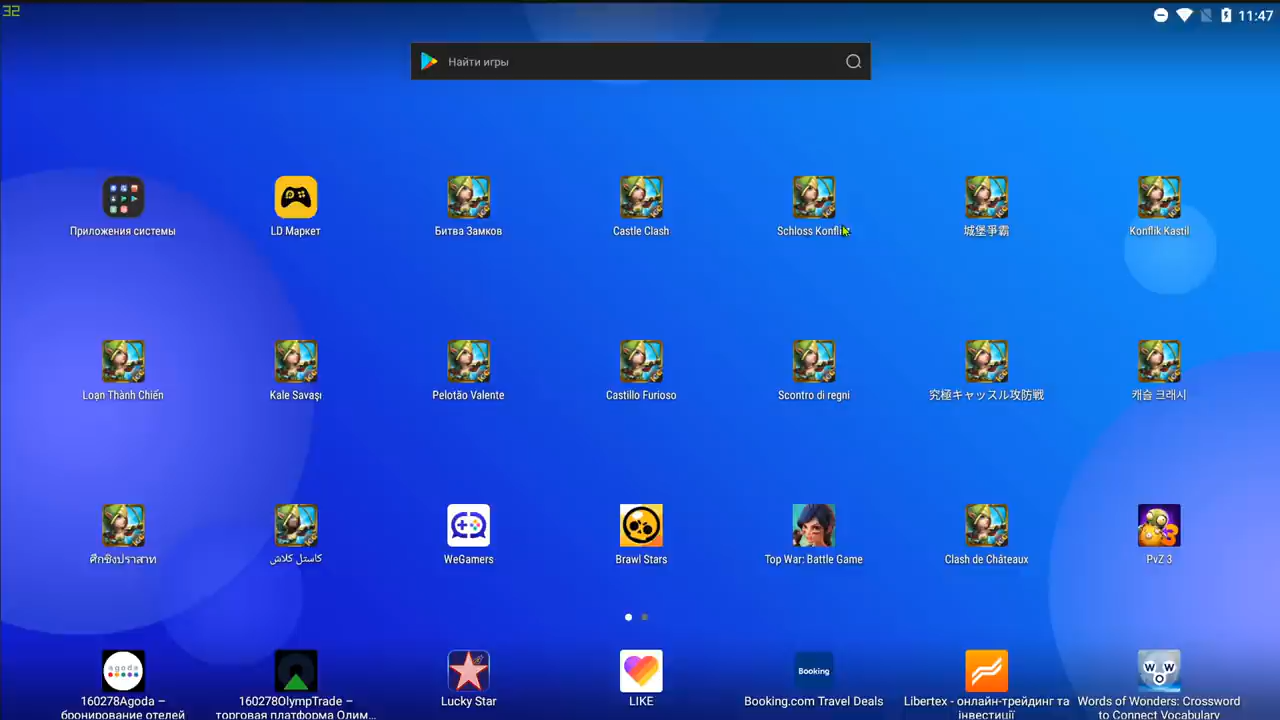 32
11:47
Найти игры
Приложения системы
LD Маркет
Битва Замков
Castle Clash
Schloss Konflik
城堡爭霸
Konflik Kastil
Loạn Thành Chiến
Kale Savaşı
Pelotão Valente
Castillo Furioso
Scontro di regni
究極キャッスル攻防戦
캐슬 크래시
ศึกชิงปราสาท
كاستل كلاش
WeGamers
Brawl Stars
Top War: Battle Game
Clash de Châteaux
PvZ 3
agoda
Booking
160278Agoda –
бронирование отелей
160278OlympTrade –
торговая платформа Олим...
Lucky Star
LIKE
Booking.com Travel Deals
Libertex - онлайн-трейдинг та
інвестиції
Words of Wonders: Crossword
to Connect Vocabulary